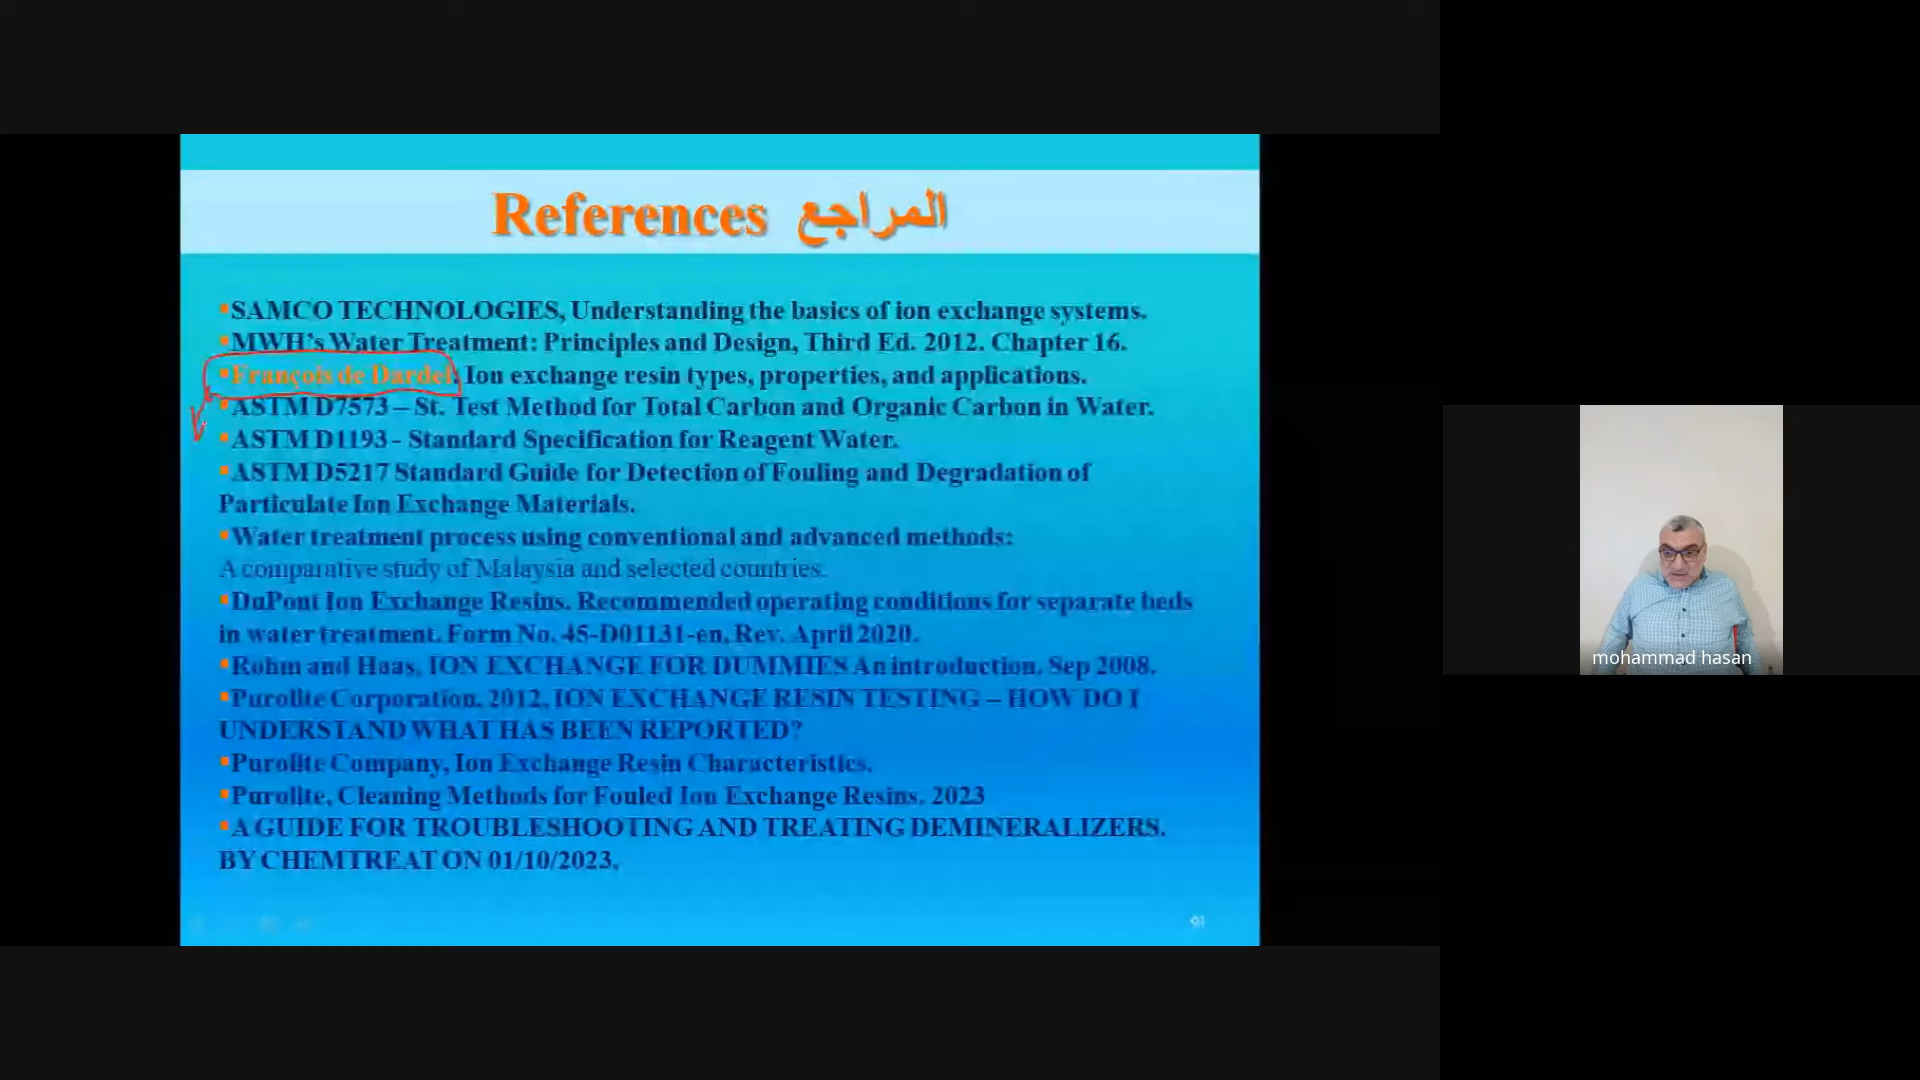 References المراجع
▪SAMCO TECHNOLOGIES, Understanding the basics of ion exchange systems.
▪MWH's Water Treatment: Principles and Design, Third Ed. 2012. Chapter 16.
▪François de Dardel, Ion exchange resin types, properties, and applications.
▪ASTM D7573 – St. Test Method for Total Carbon and Organic Carbon in Water.
▪ASTM D1193 - Standard Specification for Reagent Water.
▪ASTM D5217 Standard Guide for Detection of Fouling and Degradation of
Particulate Ion Exchange Materials.
▪Water treatment process using conventional and advanced methods:
A comparative study of Malaysia and selected countries.
▪DuPont Ion Exchange Resins. Recommended operating conditions for separate beds
in water treatment. Form No. 45-D01131-en, Rev. April 2020.
▪Rohm and Haas, ION EXCHANGE FOR DUMMIES An introduction. Sep 2008.
▪Purolite Corporation. 2012. ION EXCHANGE RESIN TESTING – HOW DO I
UNDERSTAND WHAT HAS BEEN REPORTED?
▪Purolite Company, Ion Exchange Resin Characteristics.
▪Purolite, Cleaning Methods for Fouled Ion Exchange Resins. 2023
▪A GUIDE FOR TROUBLESHOOTING AND TREATING DEMINERALIZERS.
BY CHEMTREAT ON 01/10/2023.
mohammad hasan